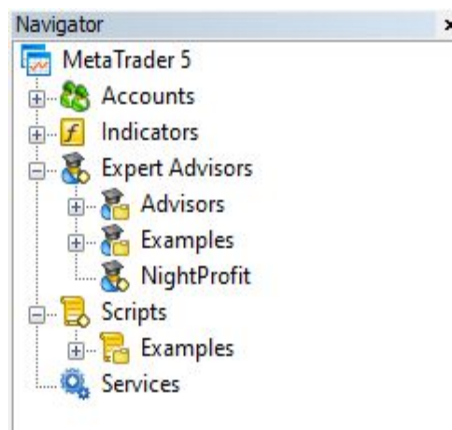 Navigator
MetaTrader 5
Accounts
Indicators
Expert Advisors
Advisors
Examples
NightProfit
Scripts
Examples
Services